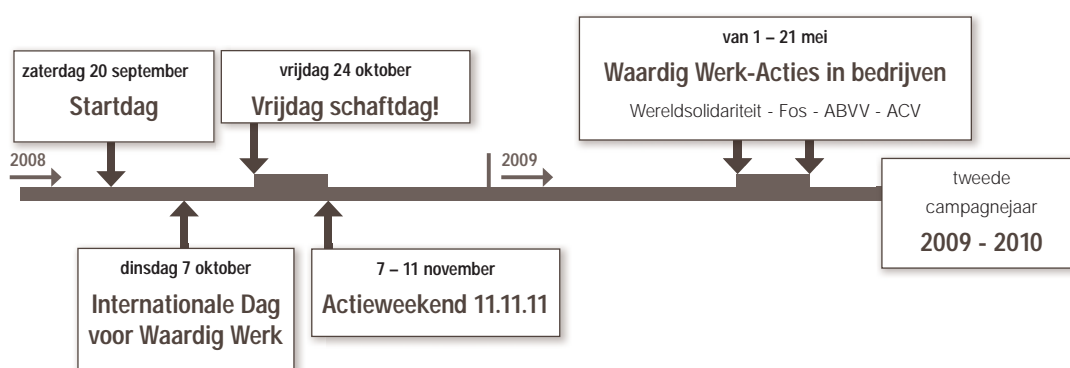 zaterdag 20 september
Startdag
vrijdag 24 oktober
Vrijdag schaftdag!
van 1 – 21 mei
Waardig Werk-Acties in bedrijven
Wereldsolidariteit - Fos - ABVV - ACV
2008
2009
tweede
campagnejaar
2009 - 2010
dinsdag 7 oktober
Internationale Dag
voor Waardig Werk
7 – 11 november
Actieweekend 11.11.11